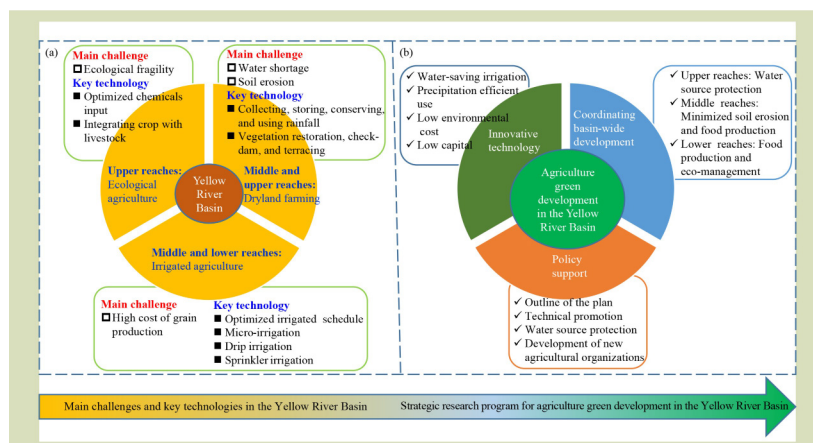 (a)
Main challenge
Ecological fragility
Key technology
Optimized chemicals
input
Integrating crop with
livestock
Main challenge
Water shortage
Soil erosion
Key technology
Collecting, storing, conserving,
and using rainfall
Vegetation restoration, check-
dam, and terracing
Upper reaches:
Ecological
agriculture
Yellow
River
Basin
Middle and
upper reaches:
Dryland farming
Middle and lower reaches:
Irrigated agriculture
Main challenge
High cost of grain
production
Key technology
Optimized irrigated schedule
Micro-irrigation
Drip irrigation
Sprinkler irrigation
(b)
Water-saving irrigation
Precipitation efficient
use
Low environmental
cost
Low capital
Innovative
technology
Coordinating
basin-wide
development
Upper reaches: Water
source protection
Middle reaches:
Minimized soil erosion
and food production
Lower reaches: Food
production and
eco-management
Agriculture
green
development
in the Yellow
River Basin
Policy
support
Outline of the plan
Technical promotion
Water source protection
Development of new
agricultural organizations
Main challenges and key technologies in the Yellow River Basin
Strategic research program for agriculture green development in the Yellow River Basin